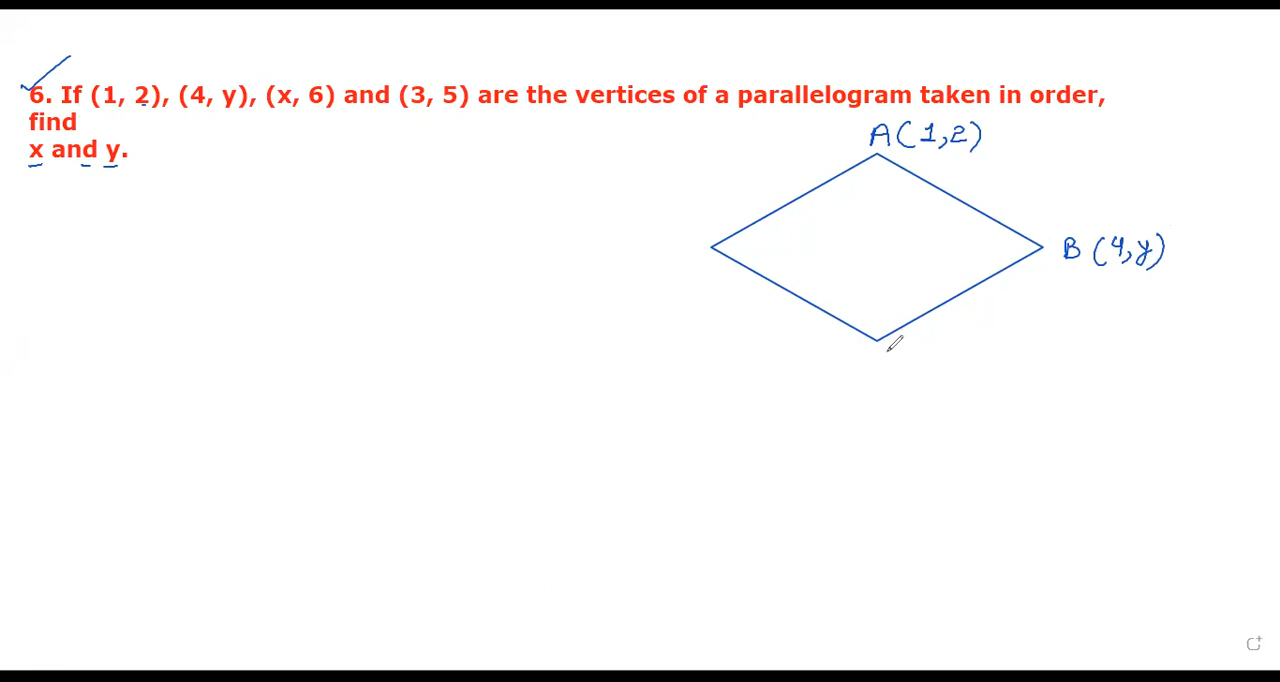 6. If (1, 2), (4, y), (x, 6) and (3, 5) are the vertices of a parallelogram taken in order,
find
x and y.
A(1,2)
B (4,y)